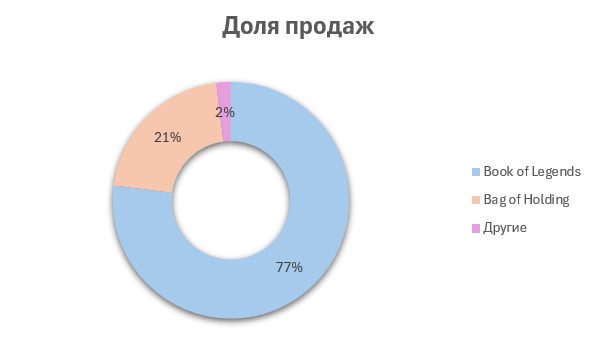 Доля продаж
2%
21%
77%
Book of Legends
Bag of Holding
Другие